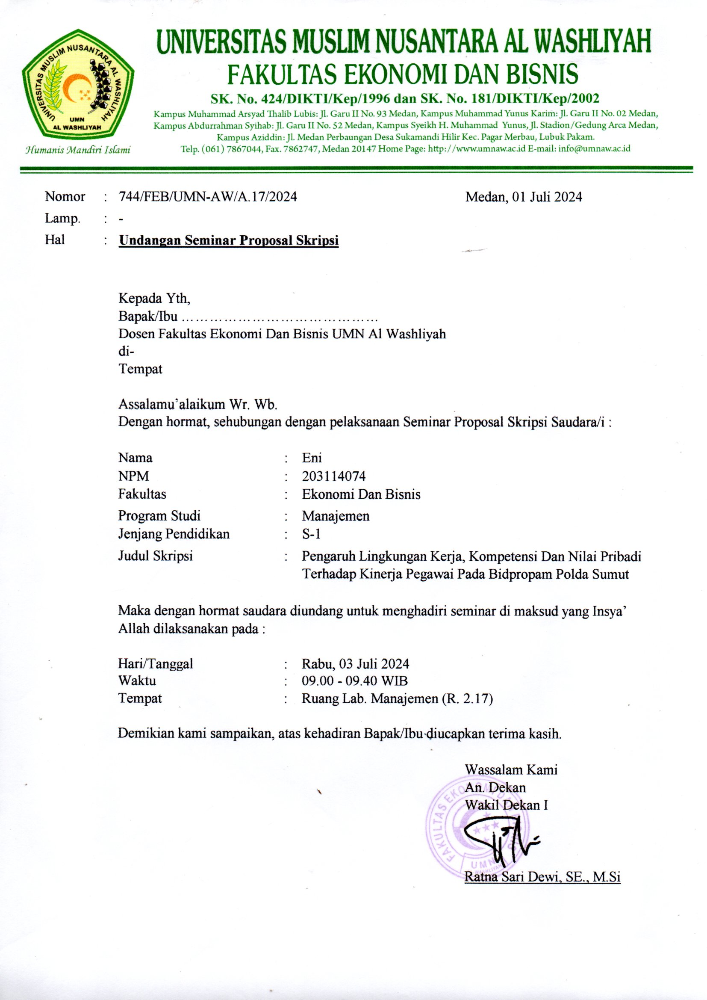 UNIVERSITAS MUSLIM NUSANTARA AL WASHLIYAH
UMN
AL WASHLIYAH
Humanis Mandiri Islami
UNIVERSITAS MUSLIM NUSANTARA AL WASHLIYAH
FAKULTAS EKONOMI DAN BISNIS
SK. No. 424/DIKTI/Kep/1996 dan SK. No. 181/DIKTI/Kep/2002
Kampus Muhammad Arsyad Thalib Lubis: Jl. Garu II No. 93 Medan, Kampus Muhammad Yunus Karim: Jl. Garu II No. 02 Medan,
Kampus Abdurrahman Syihab: Jl. Garu II No. 52 Medan, Kampus Syeikh H. Muhammad Yunus, Jl. Stadion/Gedung Arca Medan,
Kampus Aziddin: Jl. Medan Perbaungan Desa Sukamandi Hilir Kec. Pagar Merbau, Lubuk Pakam.
Telp. (061) 7867044, Fax. 7862747, Medan 20147 Home Page: http://www.umnaw.ac.id E-mail: info@umnaw.ac.id
Nomor : 744/FEB/UMN-AW/A.17/2024 Medan, 01 Juli 2024
Lamp. : -
Hal : Undangan Seminar Proposal Skripsi
Kepada Yth,
Bapak/Ibu ..........................................
Dosen Fakultas Ekonomi Dan Bisnis UMN Al Washliyah
di-
Tempat
Assalamu'alaikum Wr. Wb.
Dengan hormat, sehubungan dengan pelaksanaan Seminar Proposal Skripsi Saudara/i :
Nama : Eni
NPM : 203114074
Fakultas : Ekonomi Dan Bisnis
Program Studi : Manajemen
Jenjang Pendidikan : S-1
Judul Skripsi : Pengaruh Lingkungan Kerja, Kompetensi Dan Nilai Pribadi
Terhadap Kinerja Pegawai Pada Bidpropam Polda Sumut
Maka dengan hormat saudara diundang untuk menghadiri seminar di maksud yang Insya'
Allah dilaksanakan pada :
Hari/Tanggal : Rabu, 03 Juli 2024
Waktu : 09.00 - 09.40 WIB
Tempat : Ruang Lab. Manajemen (R. 2.17)
Demikian kami sampaikan, atas kehadiran Bapak/Ibu diucapkan terima kasih.
Wassalam Kami
An. Dekan
Wakil Dekan I
FAKULTAS EKONOMI DAN
UMN
Ratna Sari Dewi, SE., M.Si